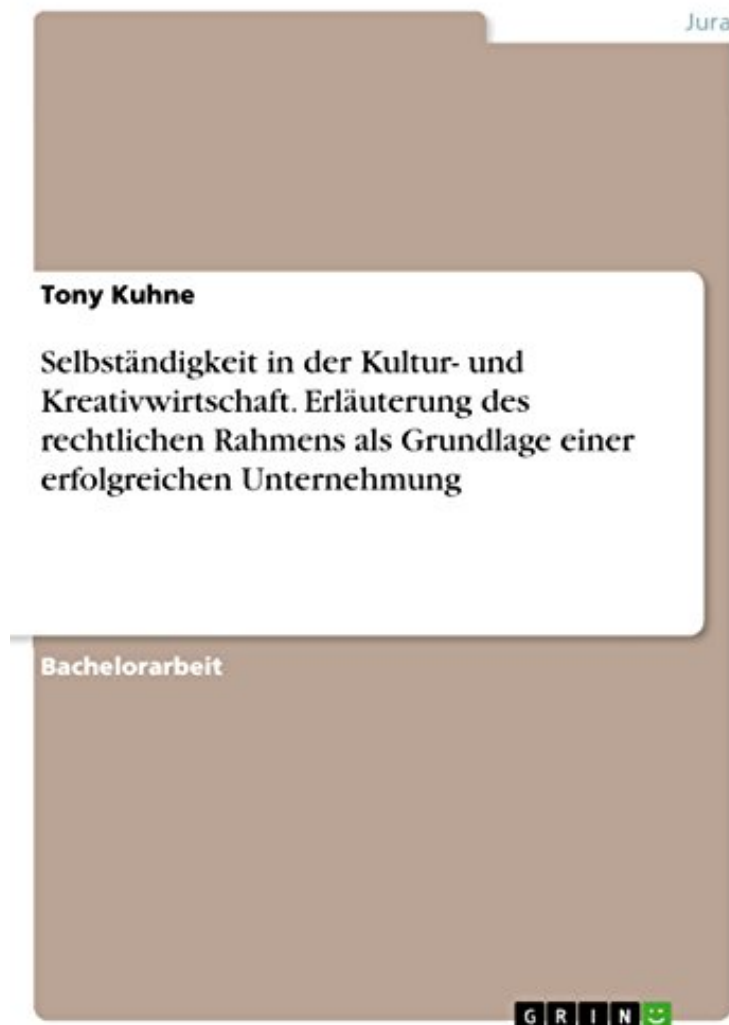 Jura
Tony Kuhne
Selbständigkeit in der Kultur- und
Kreativwirtschaft. Erläuterung des
rechtlichen Rahmens als Grundlage einer
erfolgreichen Unternehmung
Bachelorarbeit
GRIN